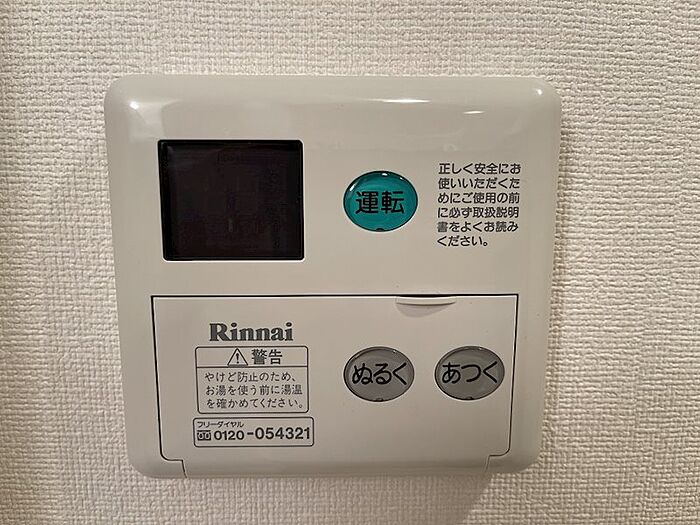 運転
正しく安全にお
使いいただくた
めにご使用の前
に必ず取扱説明
書をよくお読み
ください。
Rinnai
警告
やけど防止のため、
お湯を使う前に湯温
を確かめてください。
ぬるく
あつく
フリーダイヤル
0120-054321